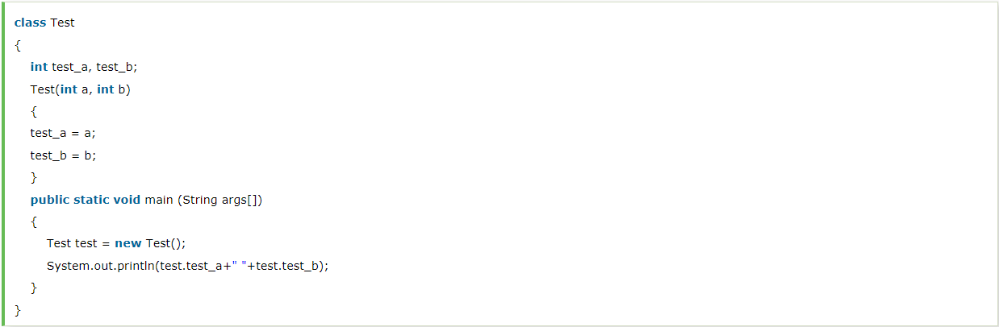 class Test
{
int test_a, test_b;
Test(int a, int b)
{
test_a = a;
test_b = b;
}
public static void main (String args[])
{
Test test = new Test();
System.out.println(test.test_a+" "+test.test_b);
}
}